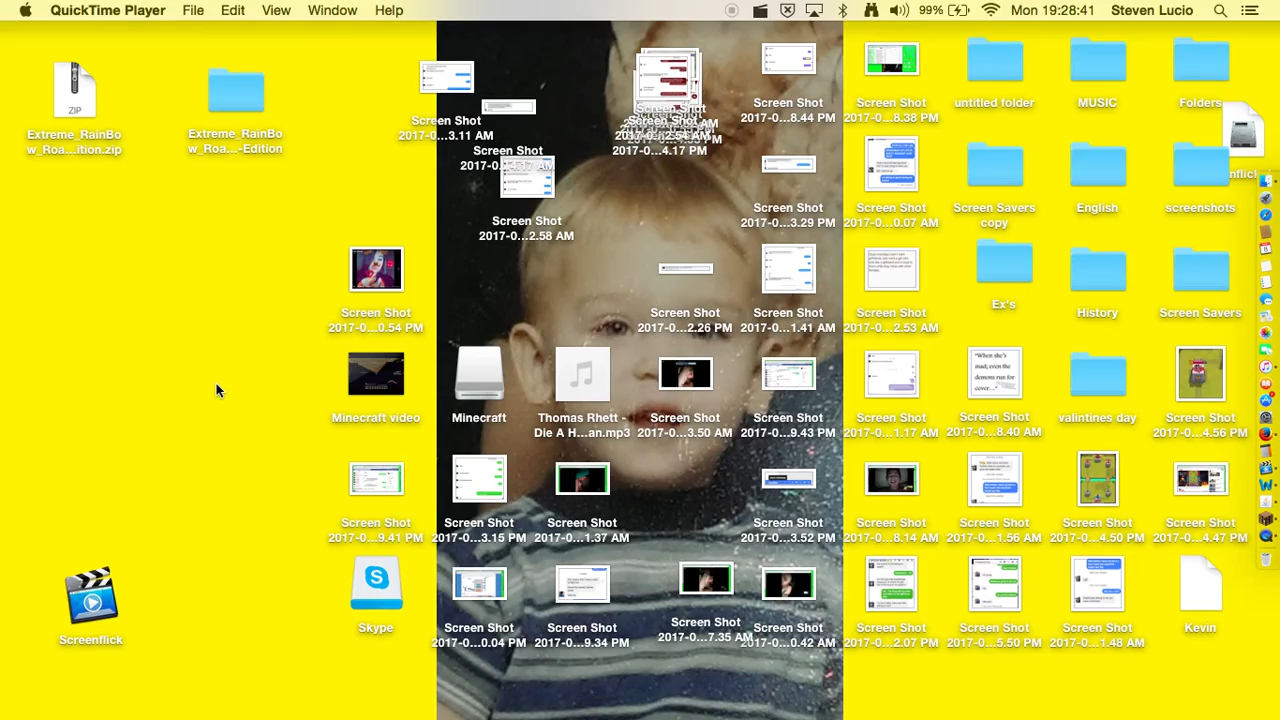 QuickTime Player File Edit View Window Help 99% Mon 19:28:41 Steven Lucio
ZIP
Extreme_RainBo
w_Roa...ition.zip
Extreme_RainBo
w_Roa...-Edition
Screen Shot
2017-0...3.11 AM
Screen Shot
Screen Shot
2017-0...2.58 AM
Screen Shot
2017-0...4.17 PM
Screen Shot
2017-0...8.44 PM
Screen Shot
2017-0...8.38 PM
untitled folder
MUSIC
Folders
Screen Shot
2017-0...3.29 PM
Screen Shot
2017-0...0.07 AM
Screen Savers
copy
English
screenshots
Screen Shot
2017-0...0.54 PM
Screen Shot
2017-0...2.26 PM
Screen Shot
2017-0...1.41 AM
Screen Shot
2017-0...2.53 AM
Ex's
History
Screen Savers
Minecraft video
Minecraft
Thomas Rhett -
Die A H...an.mp3
Screen Shot
2017-0...3.50 AM
Screen Shot
2017-0...9.43 PM
Screen Shot
2017-0...1.17 AM
"When she's
mad; even the
demons run for
cover..."
Screen Shot
2017-0...8.40 AM
valintines day
Screen Shot
2017-0...4.56 PM
Screen Shot
2017-0...9.41 PM
Screen Shot
2017-0...3.15 PM
Screen Shot
2017-0...1.37 AM
Screen Shot
2017-0...3.52 PM
Screen Shot
2017-0...8.14 AM
Screen Shot
2017-0...1.56 AM
Screen Shot
2017-0...4.50 PM
Screen Shot
2017-0...4.47 PM
Screenflick
Skype
Screen Shot
2017-0...0.04 PM
Screen Shot
2017-0...9.34 PM
Screen Shot
2017-0...7.35 AM
Screen Shot
2017-0...0.42 AM
Screen Shot
2017-0...2.07 PM
Screen Shot
2017-0...5.50 PM
Screen Shot
2017-0...1.48 AM
Kevin